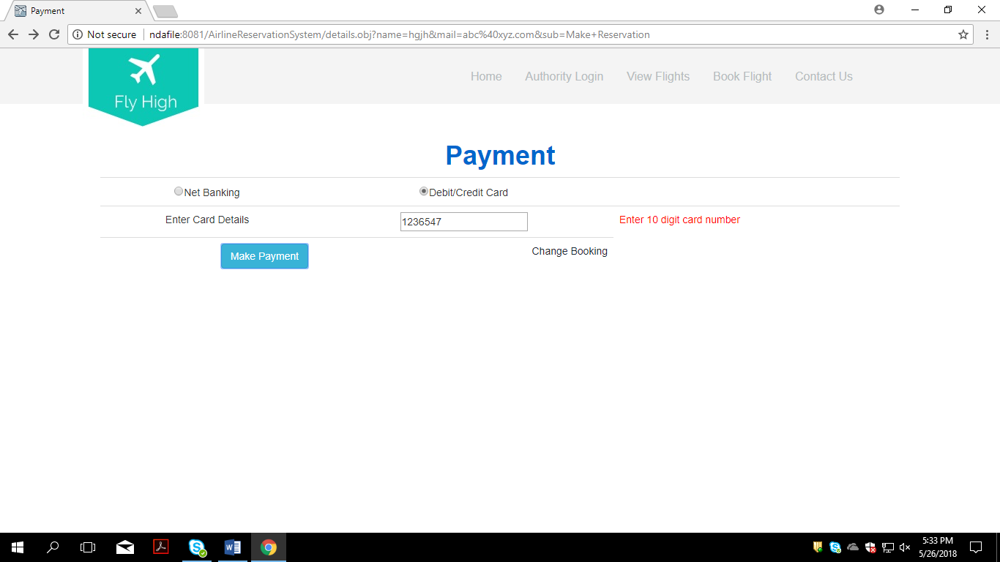 Payment
Not secure
ndafile:8081/AirlineReservationSystem/details.obj?name=hgjh&mail=abc%40xyz.com&sub=Make+Reservation
Fly High
Home Authority Login View Flights Book Flight Contact Us
Payment
Net Banking Debit/Credit Card
Enter Card Details 1236547 Enter 10 digit card number
Make Payment Change Booking
5:33 PM
5/26/2018